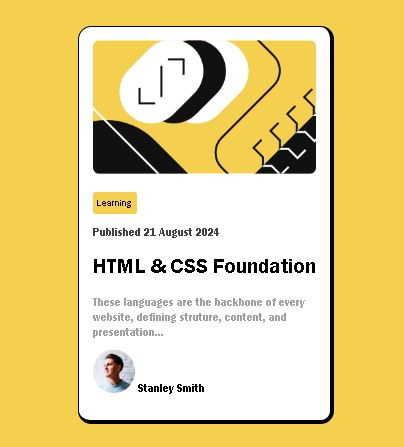 Learning
Published 21 August 2024
HTML & CSS Foundation
These languages are the backbone of every
website, defining struture, content, and
presentation...
Stanley Smith